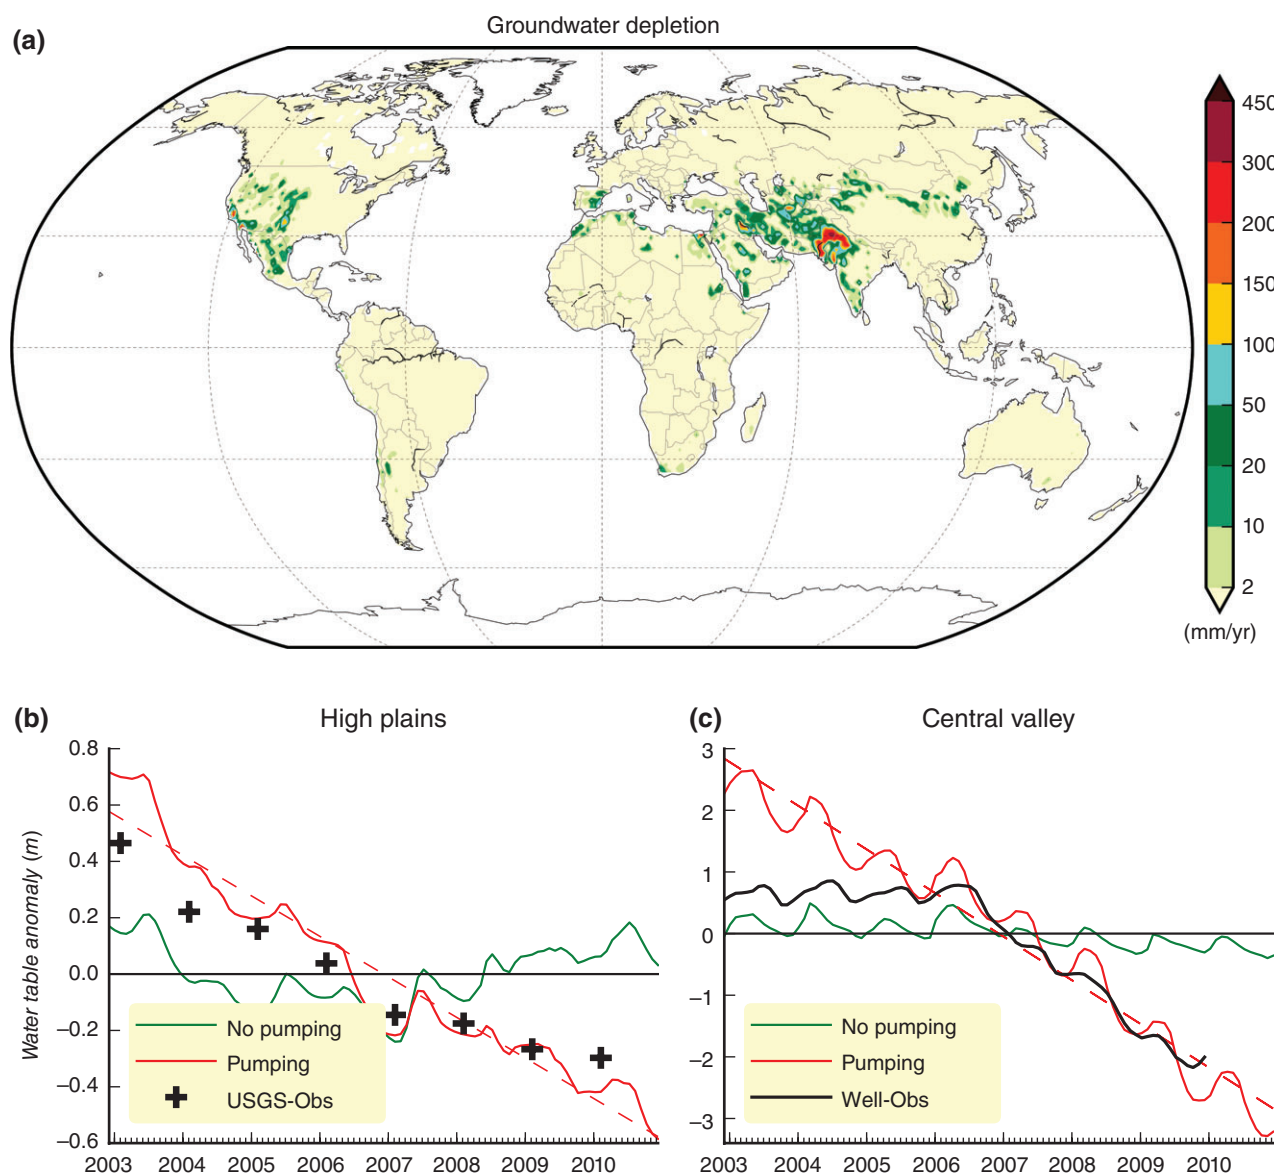 Groundwater depletion
(a)
450
300
200
150
100
50
20
10
2
(mm/yr)
(b)
High plains
0.8
0.6
0.4
0.2
0.0
–0.2
–0.4
–0.6
Water table anomaly (m)
No pumping
Pumping
USGS-Obs
2003 2004 2005 2006 2007 2008 2009 2010
(c)
Central valley
3
2
1
0
–1
–2
–3
No pumping
Pumping
Well-Obs
2003 2004 2005 2006 2007 2008 2009 2010